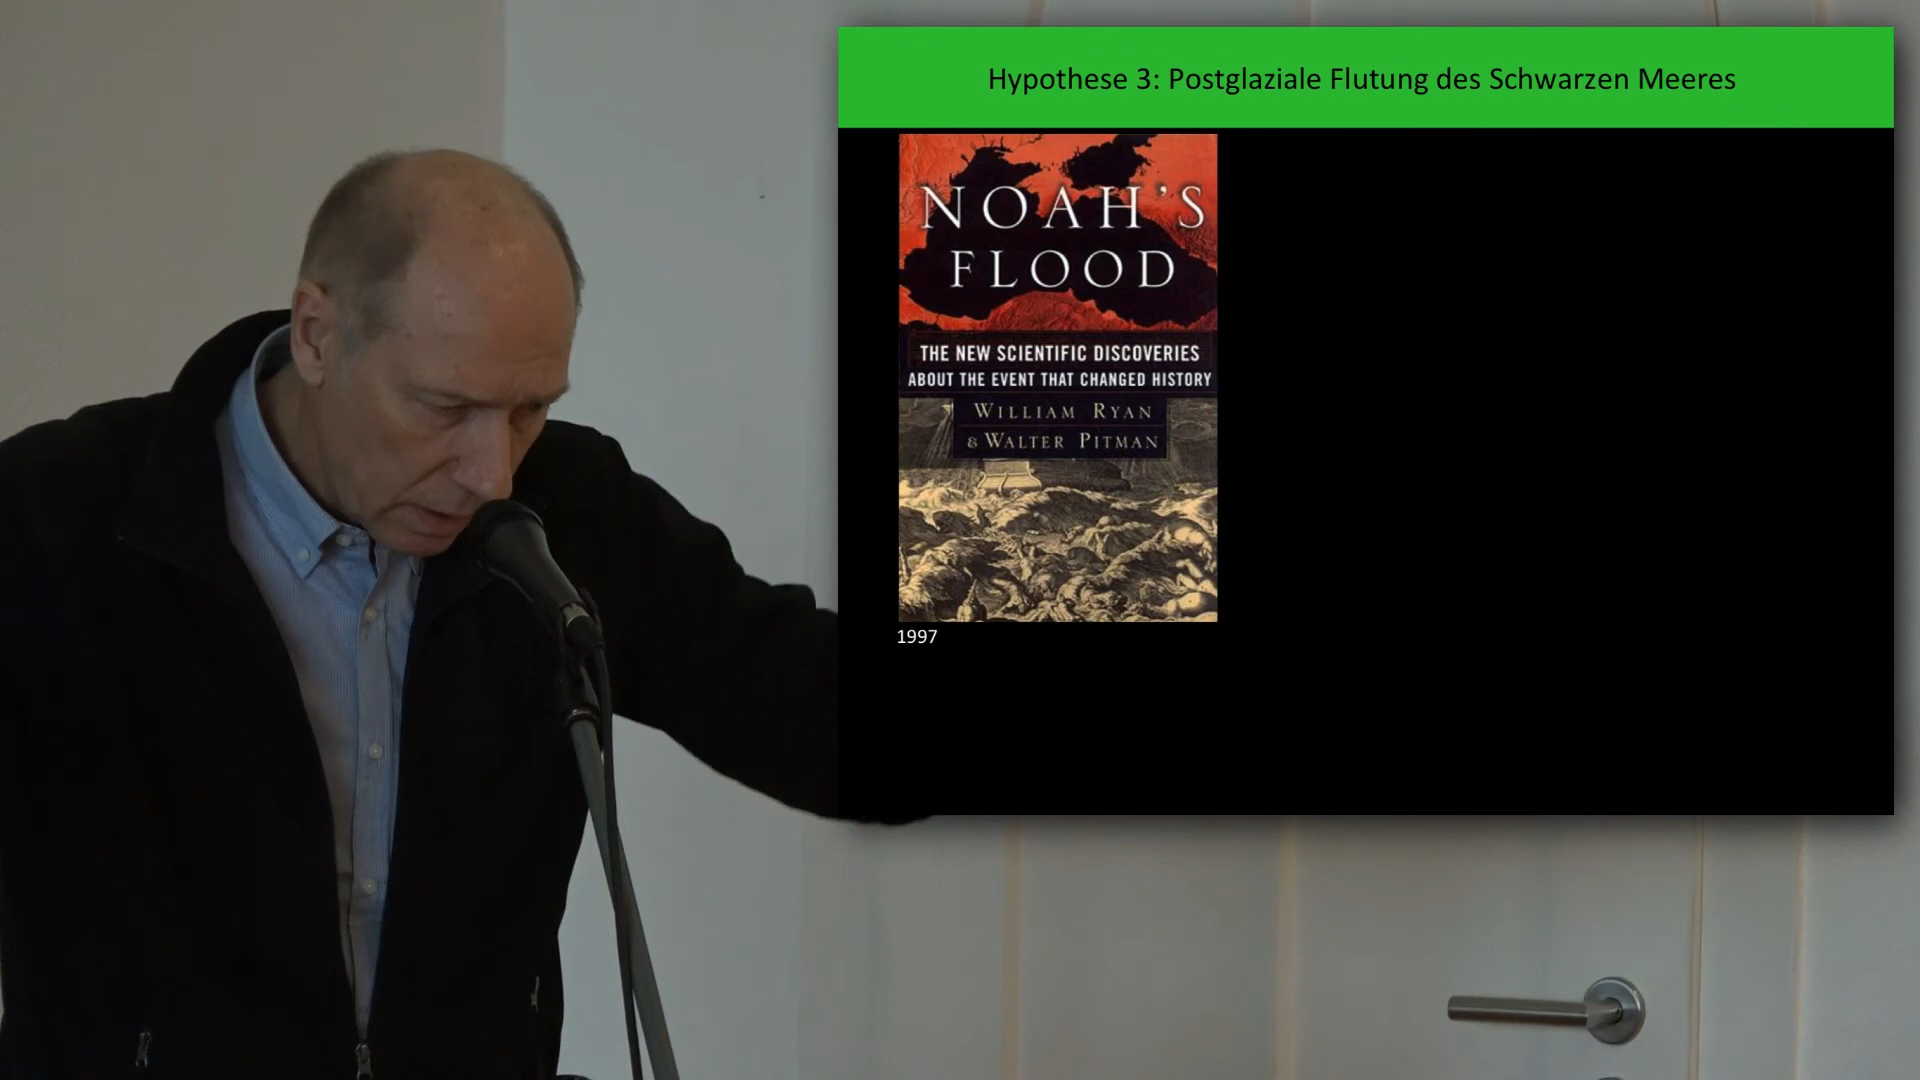 Hypothese 3: Postglaziale Flutung des Schwarzen Meeres
NOAH'S
FLOOD
THE NEW SCIENTIFIC DISCOVERIES
ABOUT THE EVENT THAT CHANGED HISTORY
WILLIAM RYAN
& WALTER PITMAN
1997